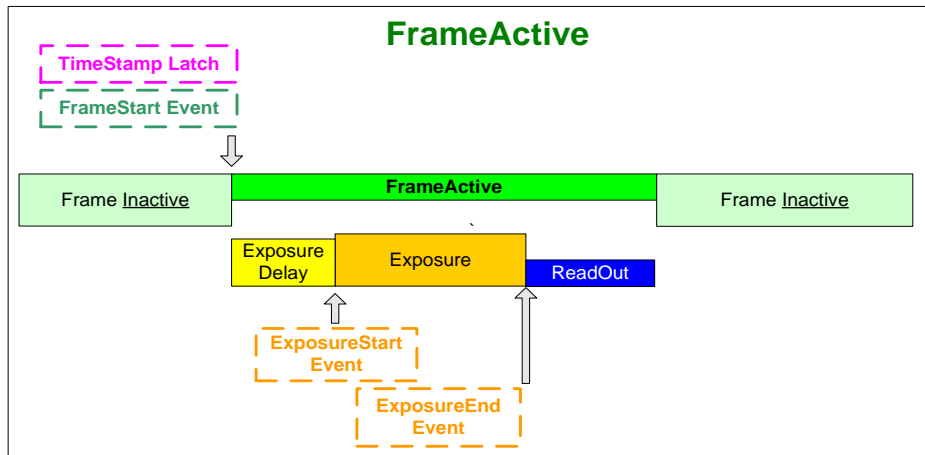 FrameActive
TimeStamp Latch
FrameStart Event
Frame Inactive
FrameActive
Frame Inactive
`
Exposure
Delay
Exposure
ReadOut
ExposureStart
Event
ExposureEnd
Event